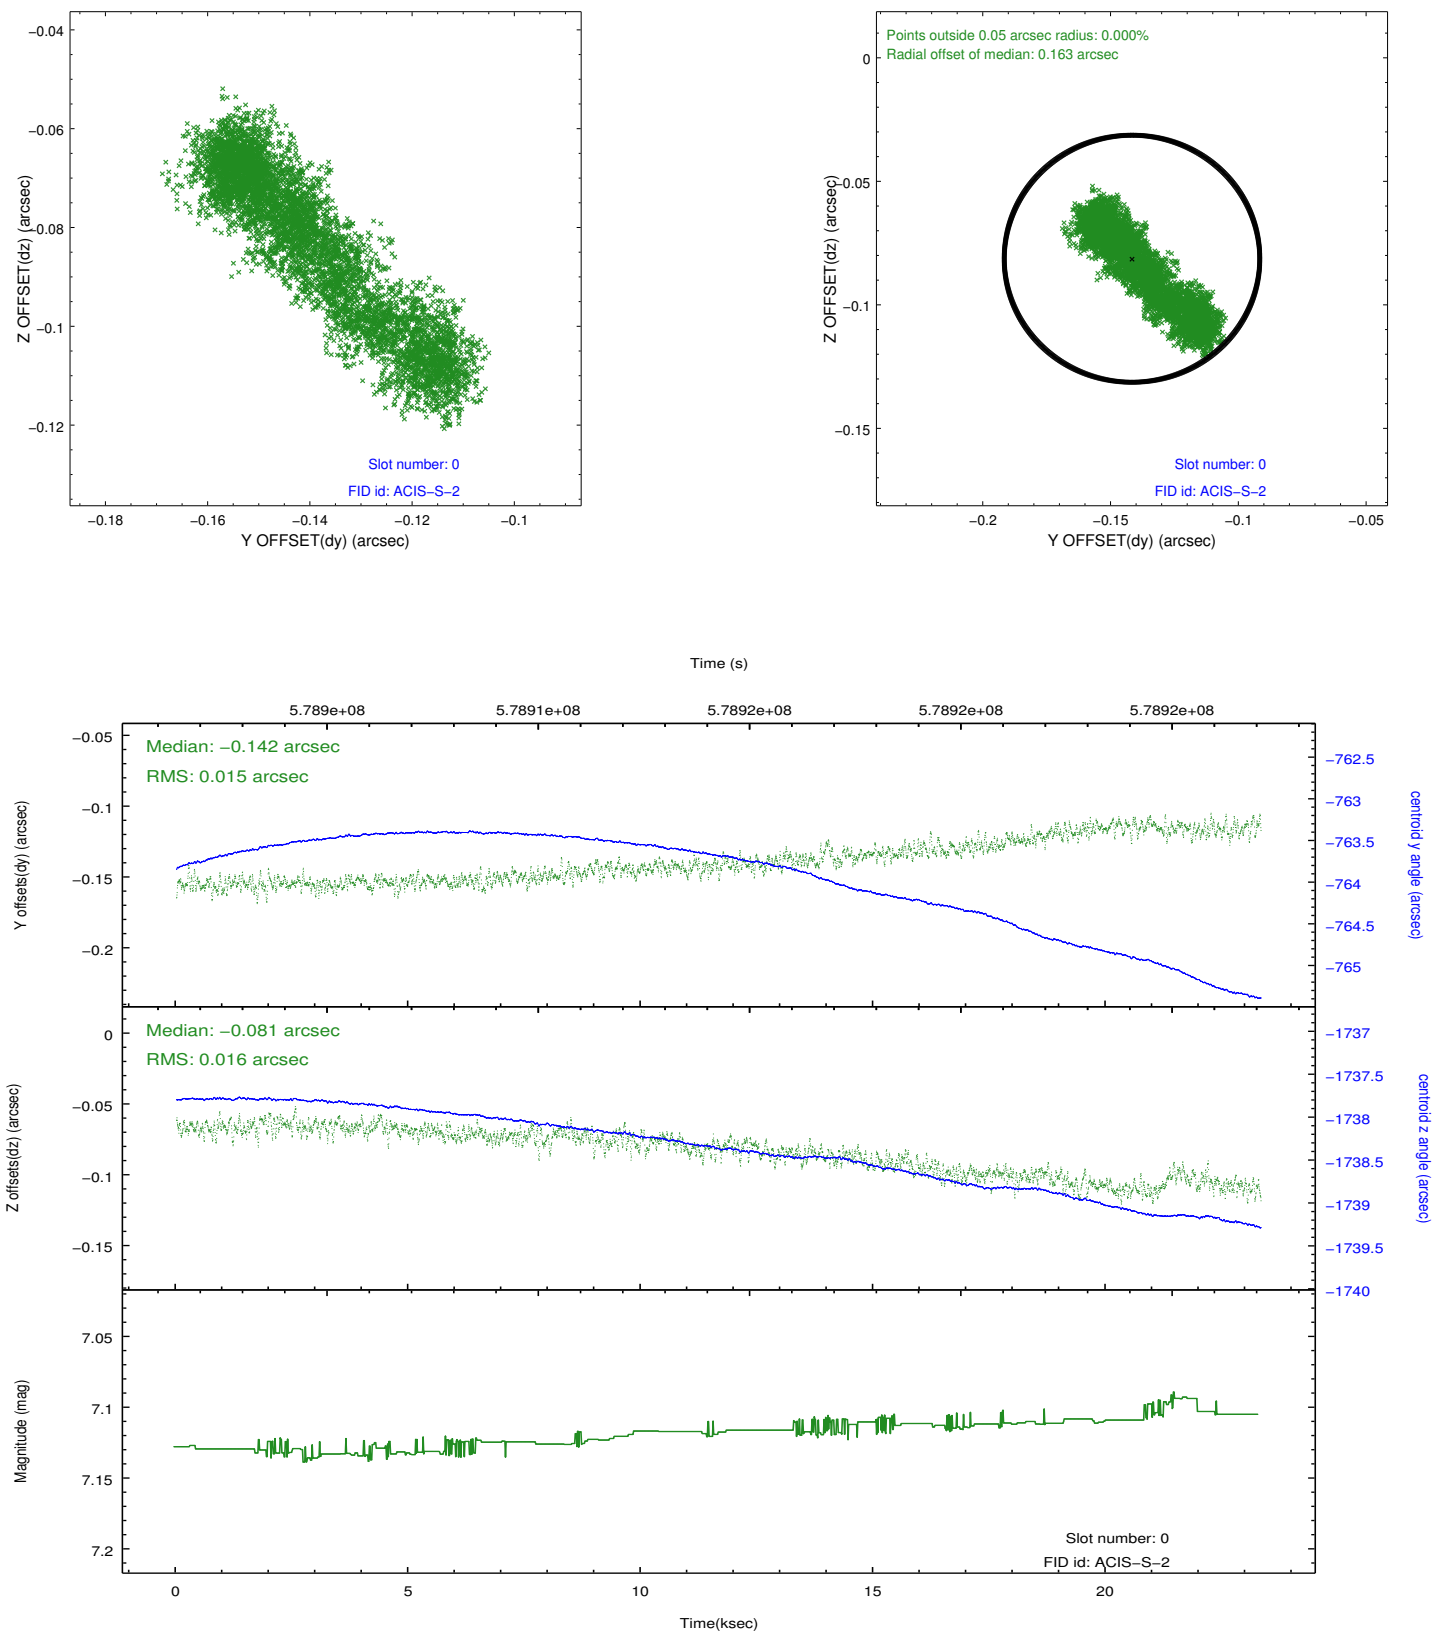 −0.04
−0.06
−0.08
−0.1
−0.12
Z OFFSET(dz) (arcsec)
Slot number: 0
FID id: ACIS−S−2
−0.18
−0.16
−0.14
−0.12
−0.1
Y OFFSET(dy) (arcsec)
Points outside 0.05 arcsec radius: 0.000%
Radial offset of median: 0.163 arcsec
0
−0.05
−0.1
−0.15
Z OFFSET(dz) (arcsec)
Slot number: 0
FID id: ACIS−S−2
−0.2
−0.15
−0.1
−0.05
Y OFFSET(dy) (arcsec)
Time (s)
5.789e+08
5.7891e+08
5.7892e+08
5.7892e+08
5.7892e+08
Median: −0.142 arcsec
RMS: 0.015 arcsec
−0.05
−0.1
−0.15
−0.2
Y offsets(dy) (arcsec)
−762.5
−763
−763.5
−764
−764.5
−765
centroid y angle (arcsec)
Median: −0.081 arcsec
RMS: 0.016 arcsec
0
−0.05
−0.1
−0.15
Z offsets(dz) (arcsec)
−1737
−1737.5
−1738
−1738.5
−1739
−1739.5
−1740
centroid z angle (arcsec)
7.05
7.1
7.15
7.2
Magnitude (mag)
Slot number: 0
FID id: ACIS−S−2
0
5
10
15
20
Time(ksec)